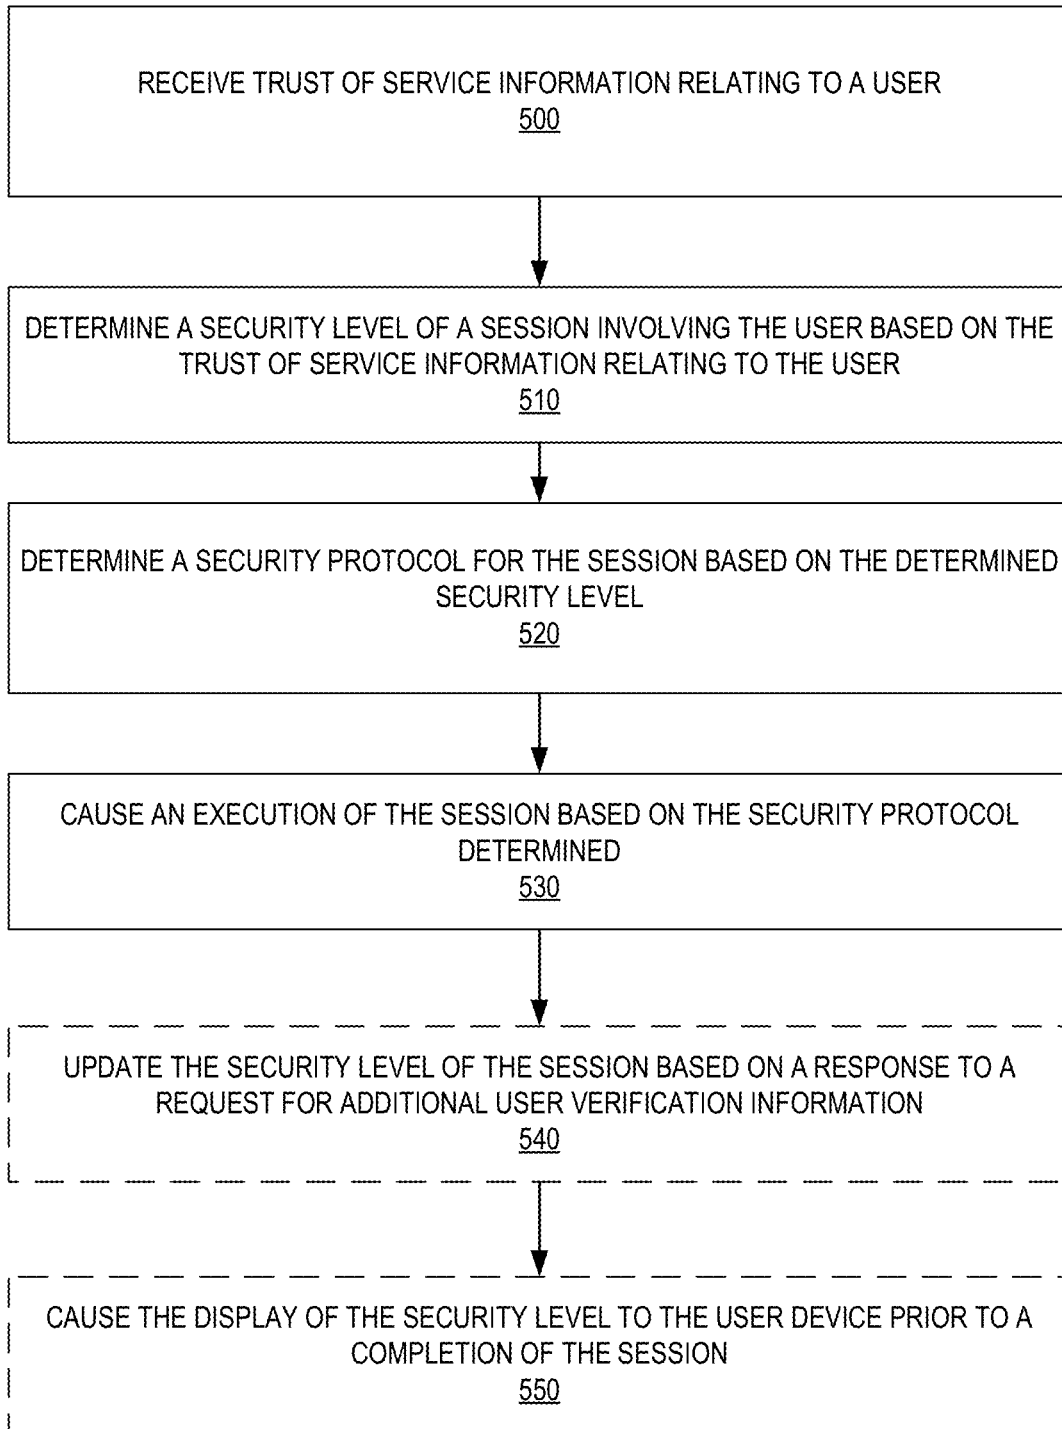 RECEIVE TRUST OF SERVICE INFORMATION RELATING TO A USER
500
DETERMINE A SECURITY LEVEL OF A SESSION INVOLVING THE USER BASED ON THE
TRUST OF SERVICE INFORMATION RELATING TO THE USER
510
DETERMINE A SECURITY PROTOCOL FOR THE SESSION BASED ON THE DETERMINED
SECURITY LEVEL
520
CAUSE AN EXECUTION OF THE SESSION BASED ON THE SECURITY PROTOCOL
DETERMINED
530
UPDATE THE SECURITY LEVEL OF THE SESSION BASED ON A RESPONSE TO A
REQUEST FOR ADDITIONAL USER VERIFICATION INFORMATION
540
CAUSE THE DISPLAY OF THE SECURITY LEVEL TO THE USER DEVICE PRIOR TO A
COMPLETION OF THE SESSION
550